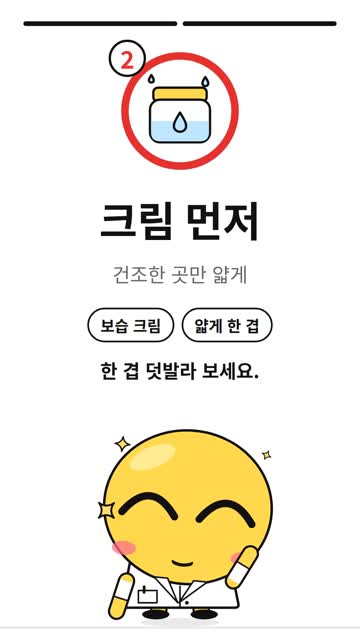 2
크림 먼저
건조한 곳만 얇게
보습 크림 얇게 한 겹
한 겹 덧발라 보세요.